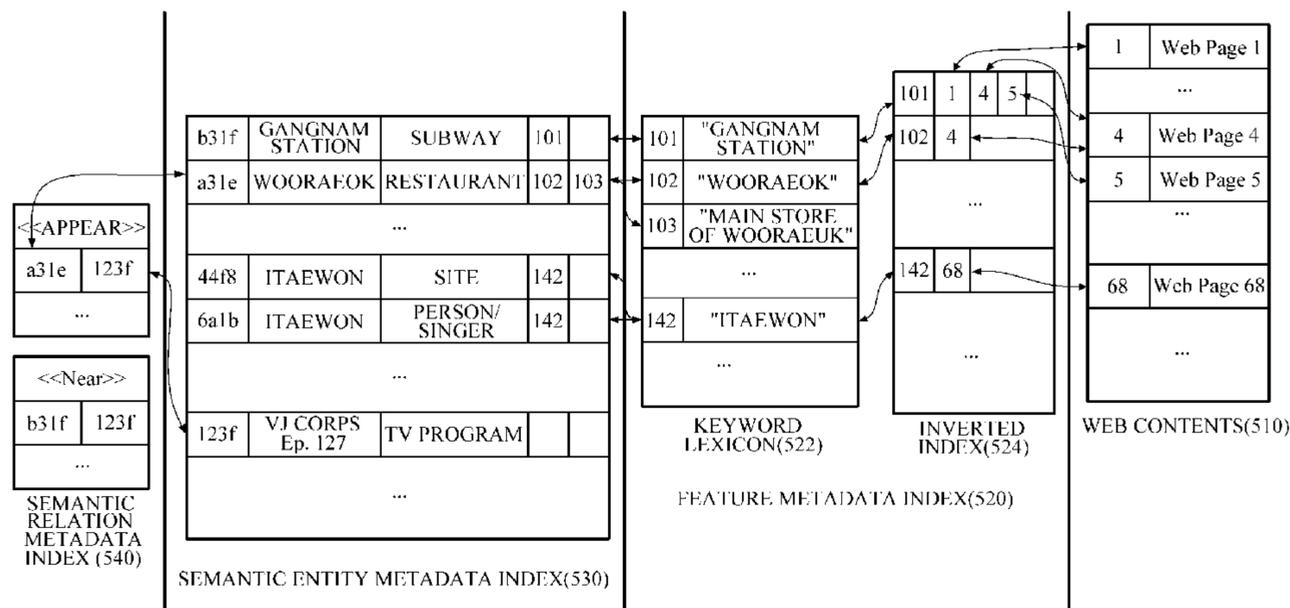 <<APPEAR>>
a31e 123f
...
<<Near>>
b31f 123f
...
SEMANTIC
RELATION
METADATA
INDEX (540)
b31f GANGNAM STATION SUBWAY 101
a31e WOORAEOK RESTAURANT 102 103
...
44f8 ITAEWON SITE 142
6a1b ITAEWON PERSON/ SINGER 142
...
123f VJ CORPS Ep. 127 TV PROGRAM
...
SEMANTIC ENTITY METADATA INDEX(530)
101 "GANGNAM STATION"
102 "WOORAEOK"
103 "MAIN STORE OF WOORAEUK"
...
142 "ITAEWON"
...
KEYWORD
LEXICON(522)
101 1 4 5
102 4
...
142 68
...
INVERTED
INDEX(524)
FEATURE METADATA INDEX(520)
1 Web Page 1
...
4 Web Page 4
5 Web Page 5
...
68 Web Page 68
...
WEB CONTENTS(510)